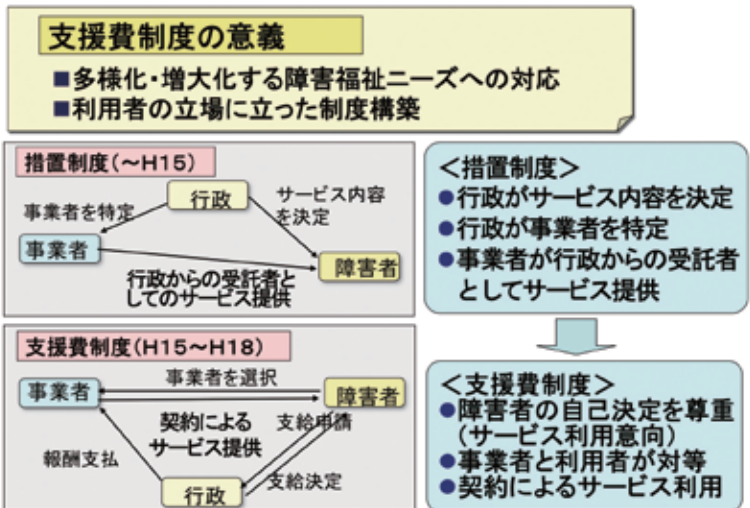 支援費制度の意義
■多様化・増大化する障害福祉ニーズへの対応
■利用者の立場に立った制度構築
措置制度(～H15)
行政
サービス内容
を決定
事業者を特定
事業者
障害者
行政からの受託者と
してのサービス提供
＜措置制度＞
●行政がサービス内容を決定
●行政が事業者を特定
●事業者が行政からの受託者
としてサービス提供
支援費制度(H15～H18)
事業者を選択
事業者
障害者
契約による
サービス提供
支給申請
報酬支払
支給決定
行政
＜支援費制度＞
●障害者の自己決定を尊重
(サービス利用意向)
●事業者と利用者が対等
●契約によるサービス利用